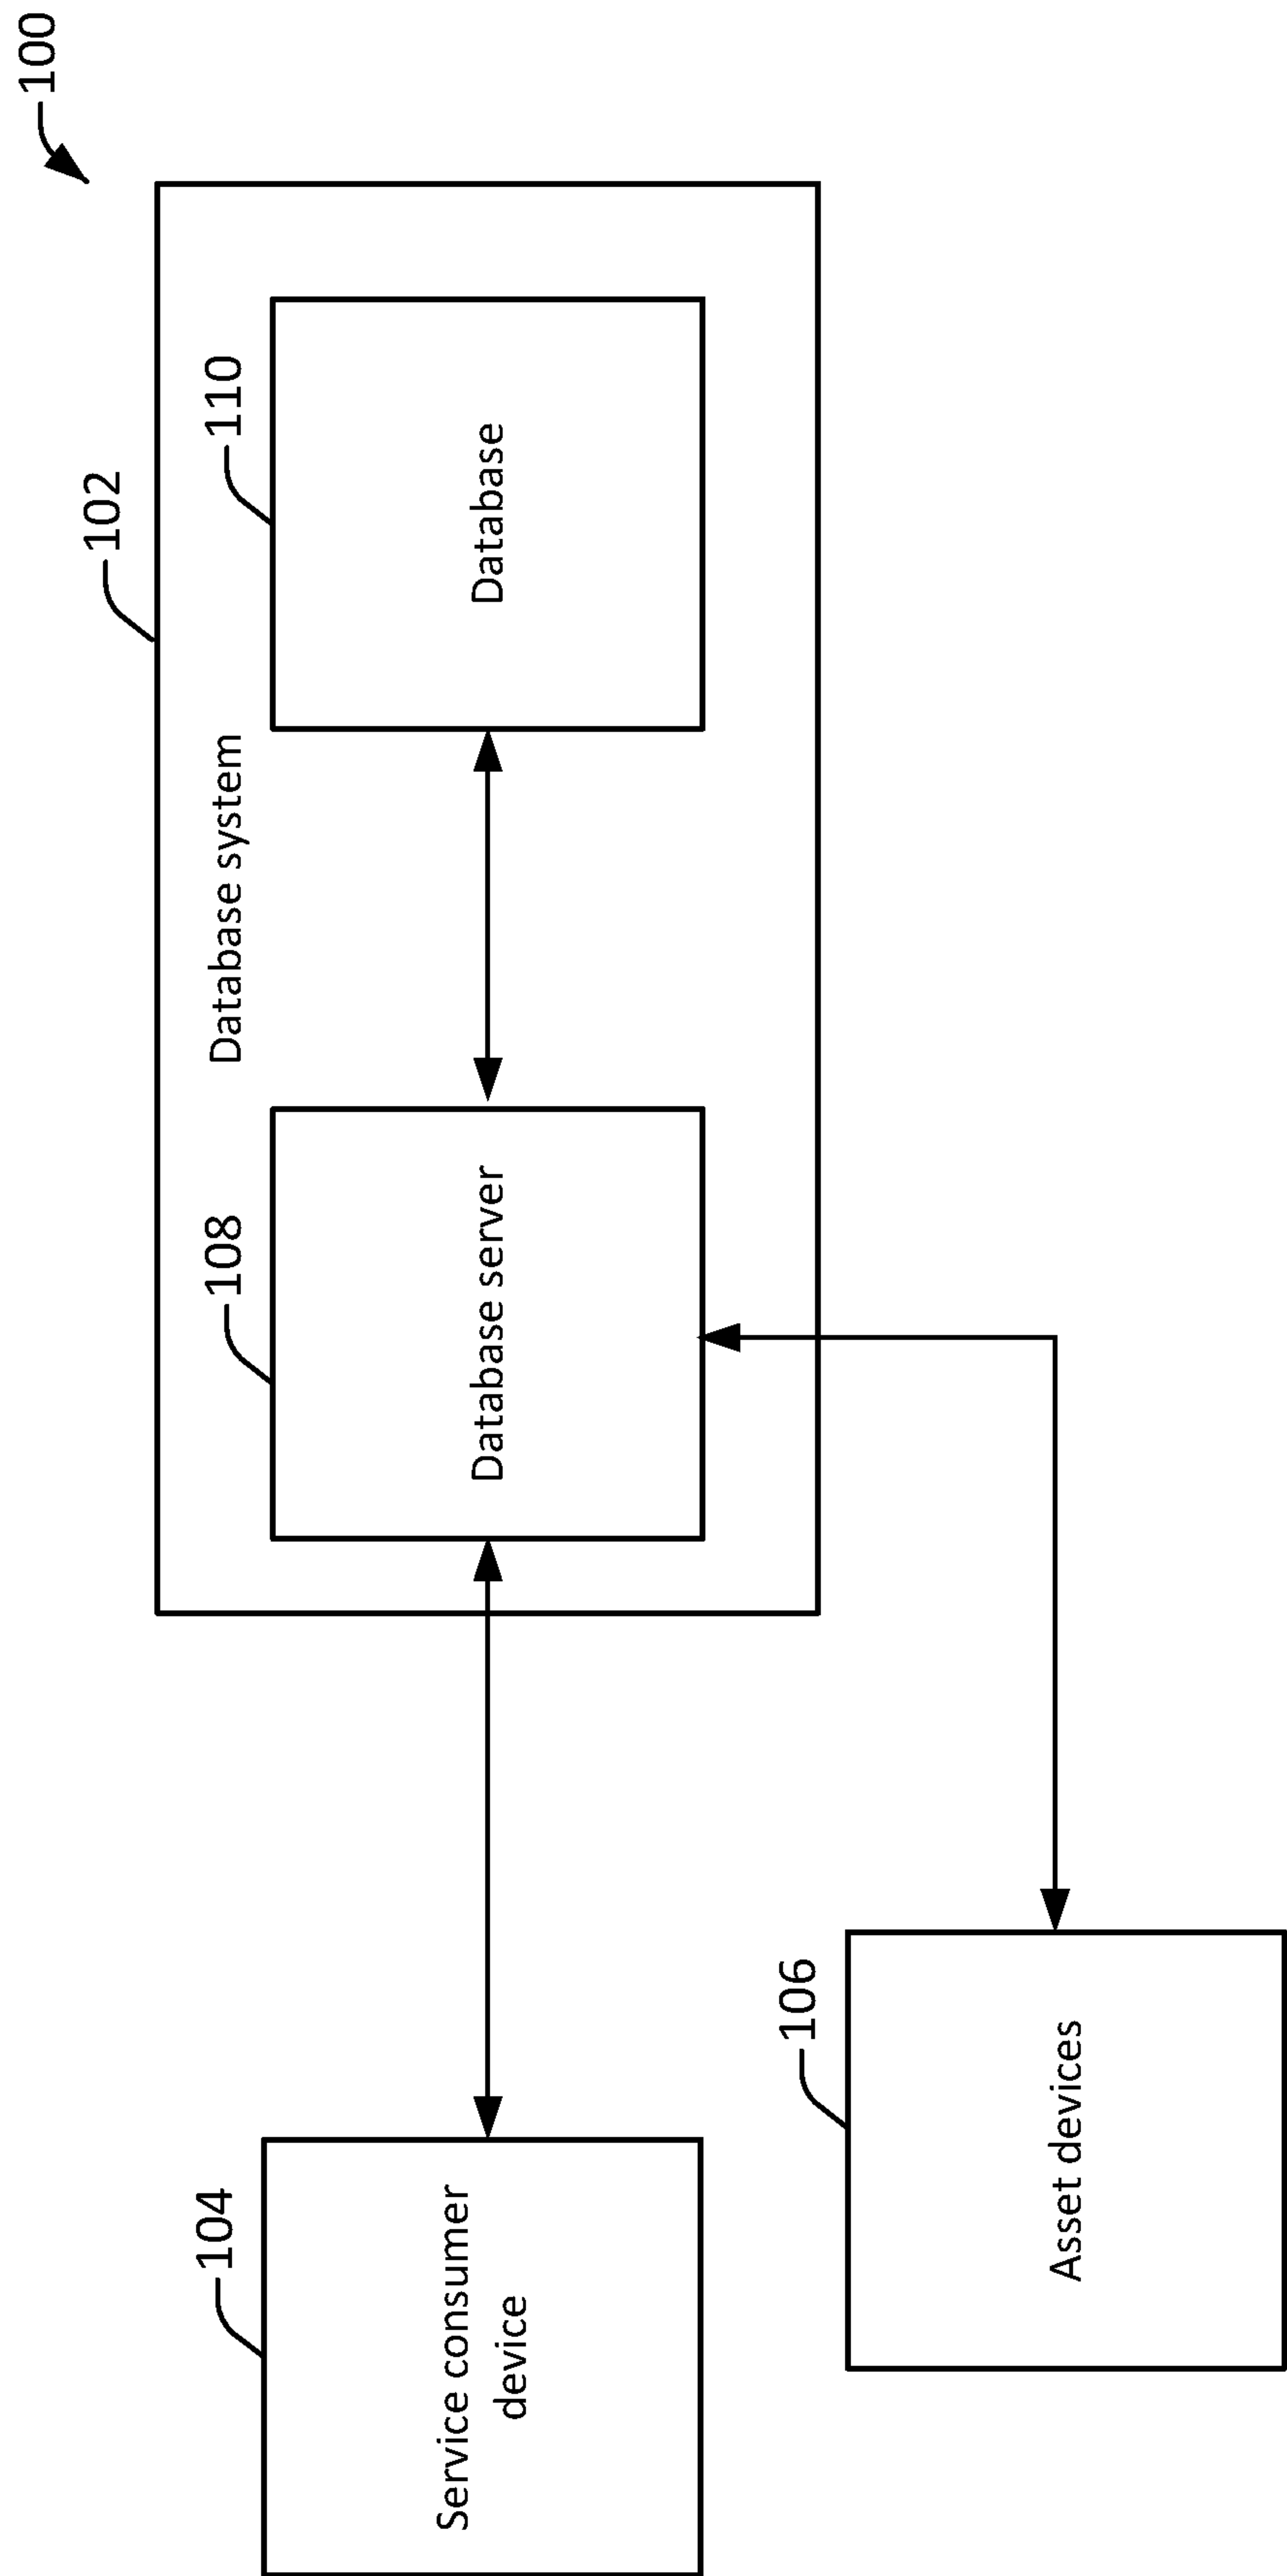 100
102
Database system
108
110
Database server
Database
104
Service consumer
device
106
Asset devices